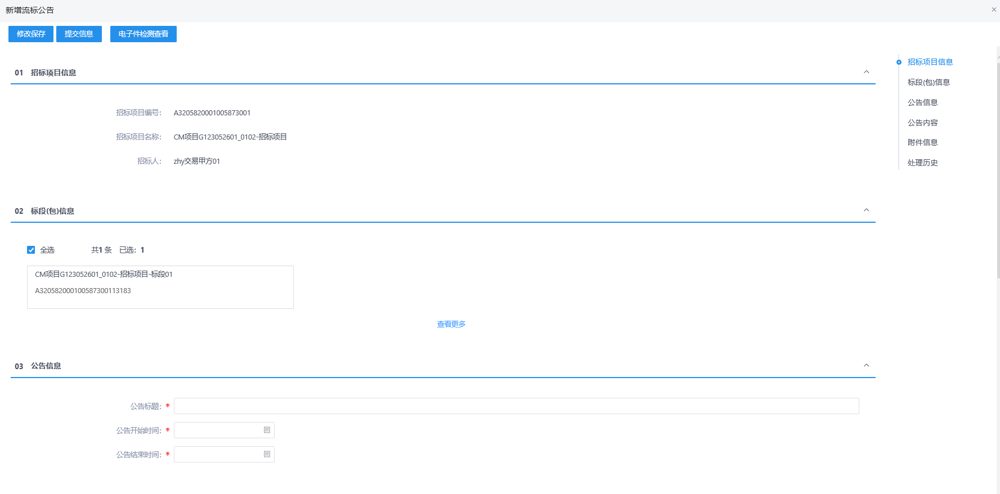 新增流标公告
修改保存 提交信息 电子件检测查看
01 招标项目信息
招标项目编号： A3205820001005873001
招标项目名称： CM项目G123052601_0102-招标项目
招标人： zhy交易甲方01
02 标段(包)信息
全选 共1 条 已选：1
CM项目G123052601_0102-招标项目-标段01
A320582000100587300113183
查看更多
03 公告信息
公告标题： *
公告开始时间： *
公告结束时间： *
招标项目信息
标段(包)信息
公告信息
公告内容
附件信息
处理历史